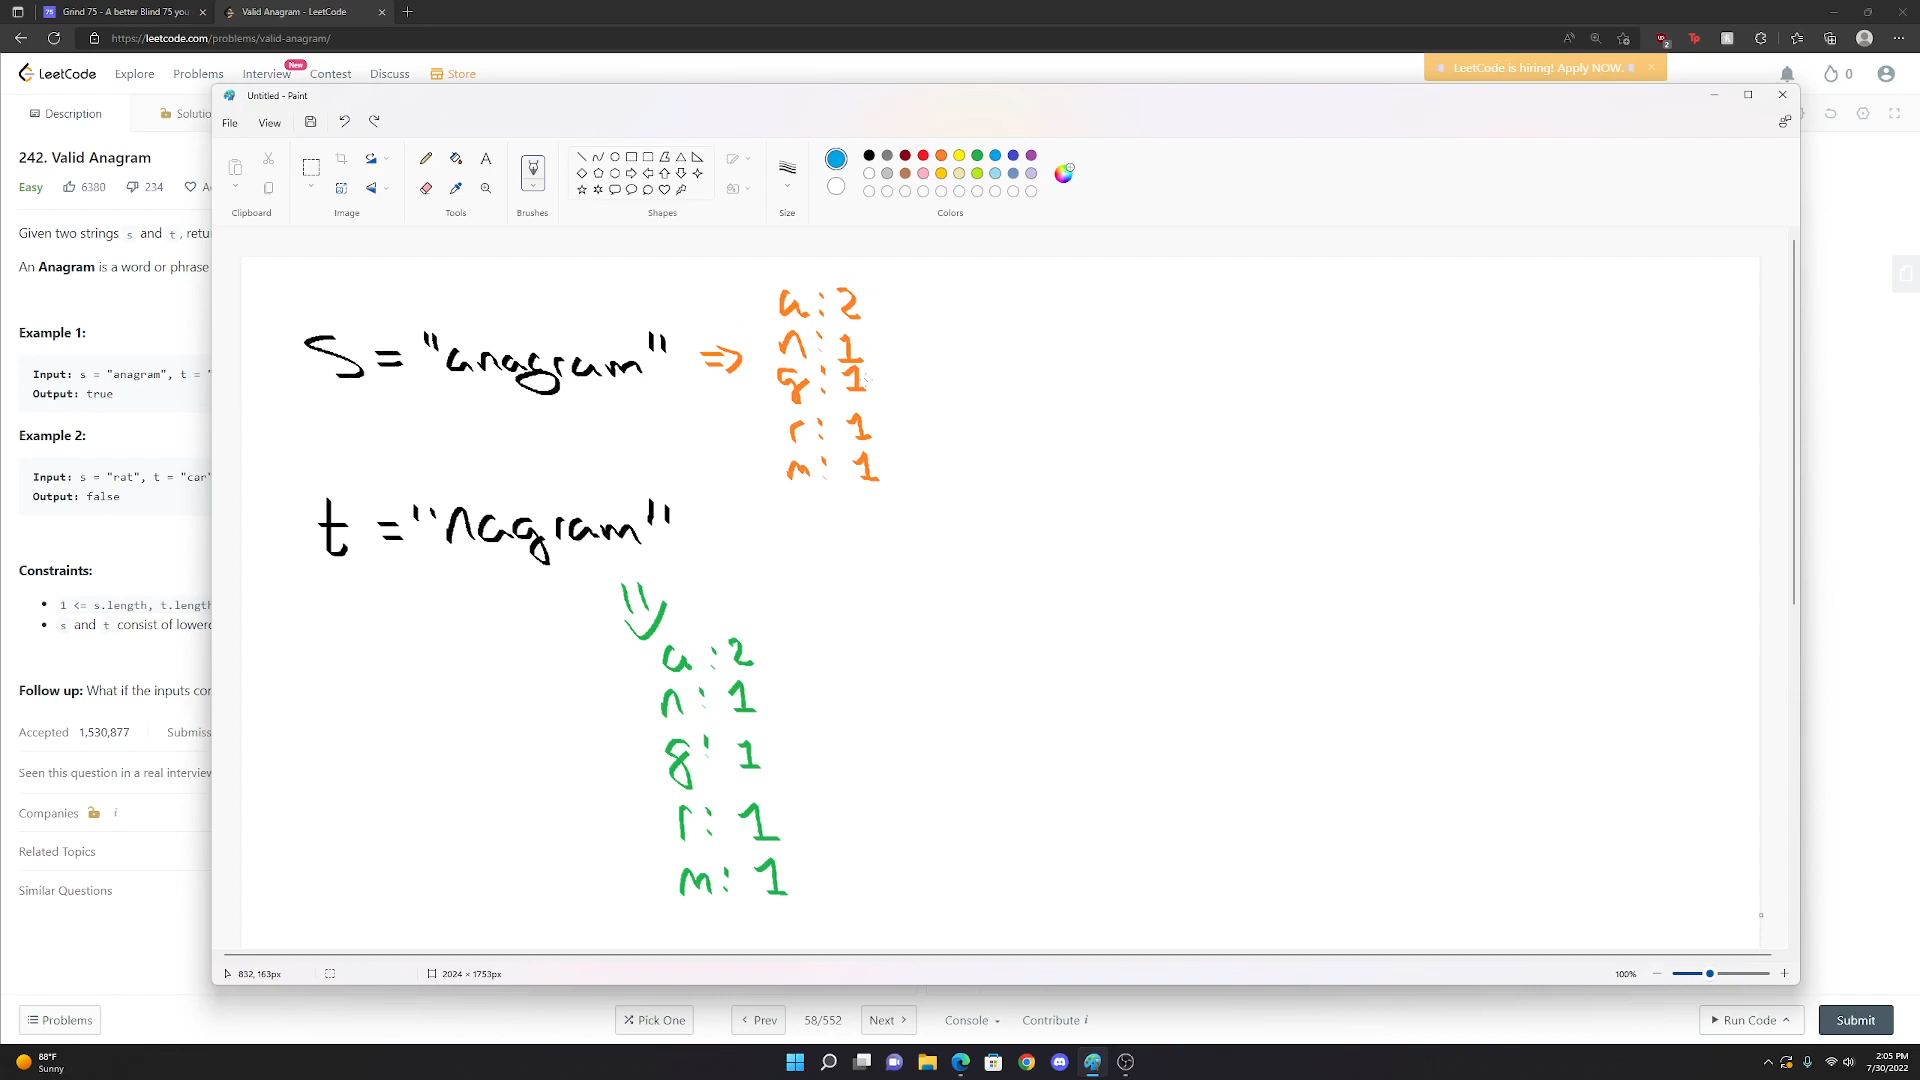 Grind 75 - A better Blind 75 you
Valid Anagram - LeetCode
https://leetcode.com/problems/valid-anagram/
LeetCode
Explore
Problems
Interview
New
Contest
Discuss
Store
LeetCode is hiring! Apply NOW.
0
Description
Solutio
242. Valid Anagram
Easy
6380
234
A
Given two strings s and t, retu
An Anagram is a word or phrase
Example 1:
Input: s = "anagram", t = "
Output: true
Example 2:
Input: s = "rat", t = "car"
Output: false
Constraints:
1 <= s.length, t.length
s and t consist of lowerc
Follow up: What if the inputs cor
Accepted 1,530,877
Submiss
Seen this question in a real interview
Companies
Related Topics
Similar Questions
Untitled - Paint
File
View
Clipboard
Image
Tools
Brushes
Shapes
Size
Colors
S = "anagram" =>
a : 2
n : 1
g : 1
r : 1
m : 1
t = "nagram"
a : 2
n : 1
g : 1
r : 1
m : 1
832, 163px
2024 × 1753px
100%
Problems
Pick One
Prev
58/552
Next
Console
Contribute i
Run Code
Submit
88°F
Sunny
2:05 PM
7/30/2022